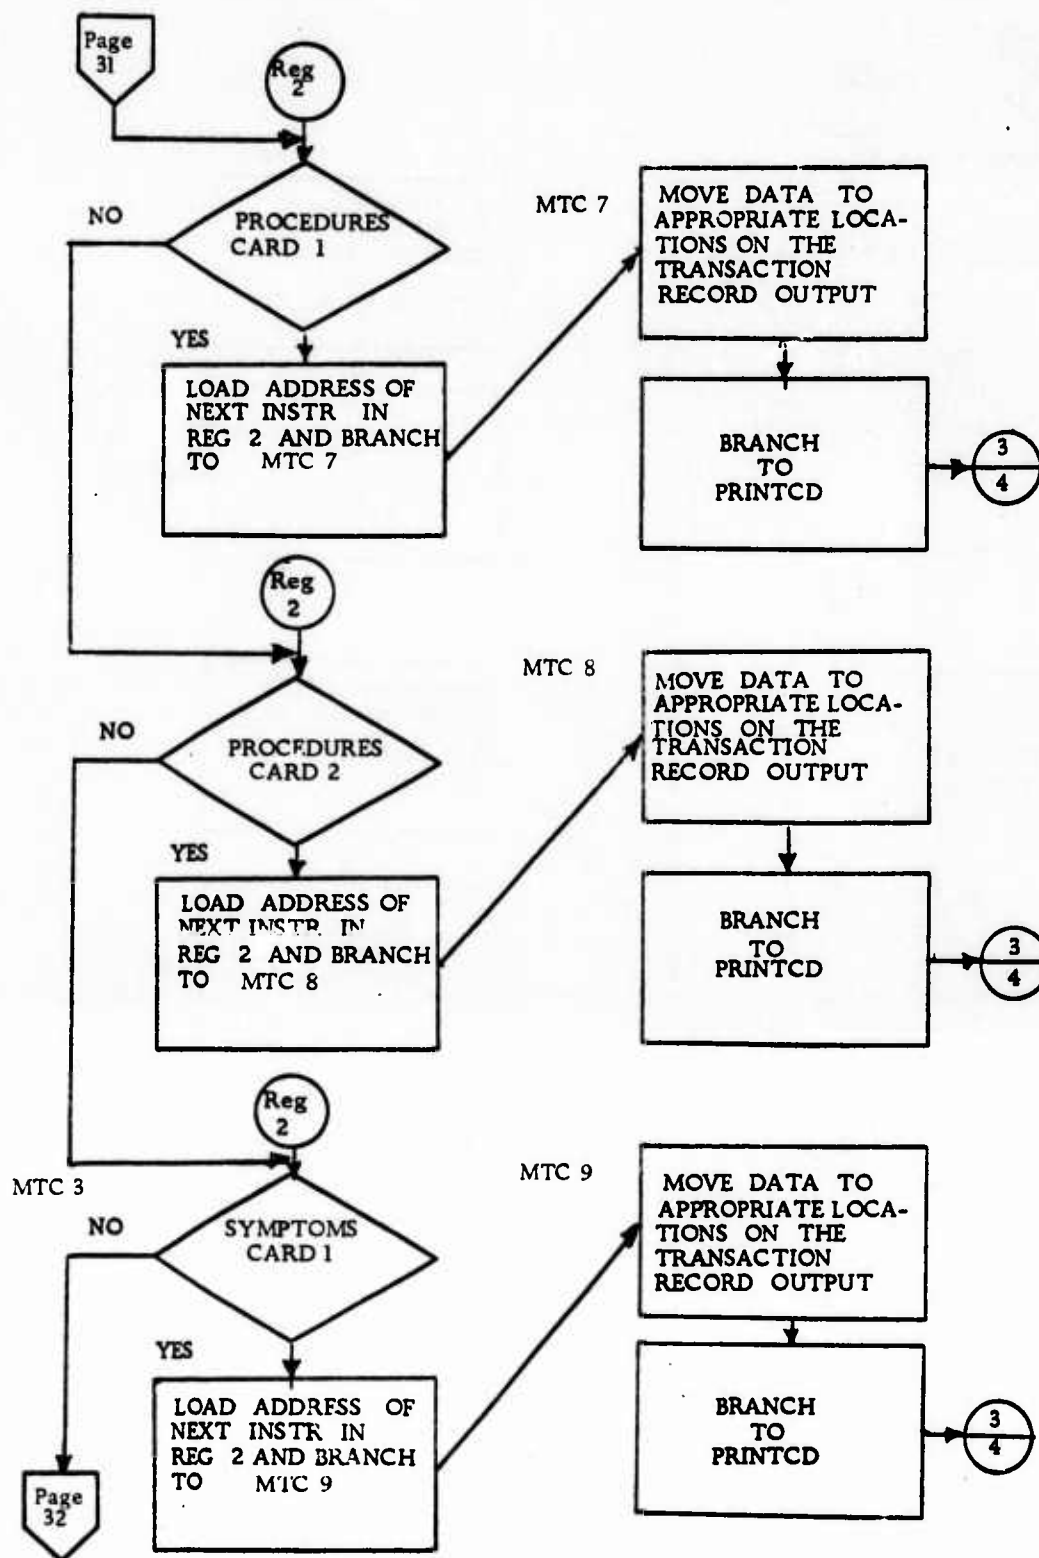 Page
31
Reg
2
NO
PROCEDURES
CARD 1
YES
LOAD ADDRESS OF
NEXT INSTR IN
REG 2 AND BRANCH
TO MTC 7
MTC 7
MOVE DATA TO
APPROPRIATE LOCA-
TIONS ON THE
TRANSACTION
RECORD OUTPUT
BRANCH
TO
PRINTCD
3
4
Reg
2
NO
PROCEDURES
CARD 2
YES
LOAD ADDRESS OF
NEXT INSTR IN
REG 2 AND BRANCH
TO MTC 8
MTC 8
MOVE DATA TO
APPROPRIATE LOCA-
TIONS ON THE
TRANSACTION
RECORD OUTPUT
BRANCH
TO
PRINTCD
3
4
Reg
2
MTC 3
NO
SYMPTOMS
CARD 1
YES
LOAD ADDRESS OF
NEXT INSTR IN
REG 2 AND BRANCH
TO MTC 9
MTC 9
MOVE DATA TO
APPROPRIATE LOCA-
TIONS ON THE
TRANSACTION
RECORD OUTPUT
BRANCH
TO
PRINTCD
3
4
Page
32